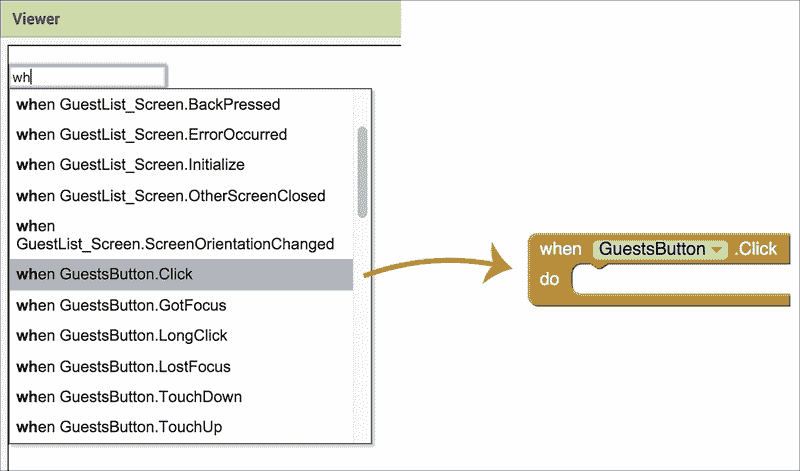 Viewer
wh
when GuestList_Screen.BackPressed
when GuestList_Screen.ErrorOccurred
when GuestList_Screen.Initialize
when GuestList_Screen.OtherScreenClosed
when
GuestList_Screen.ScreenOrientationChanged
when GuestsButton.Click
when GuestsButton.GotFocus
when GuestsButton.LongClick
when GuestsButton.LostFocus
when GuestsButton.TouchDown
when GuestsButton.TouchUp
when GuestsButton .Click
do